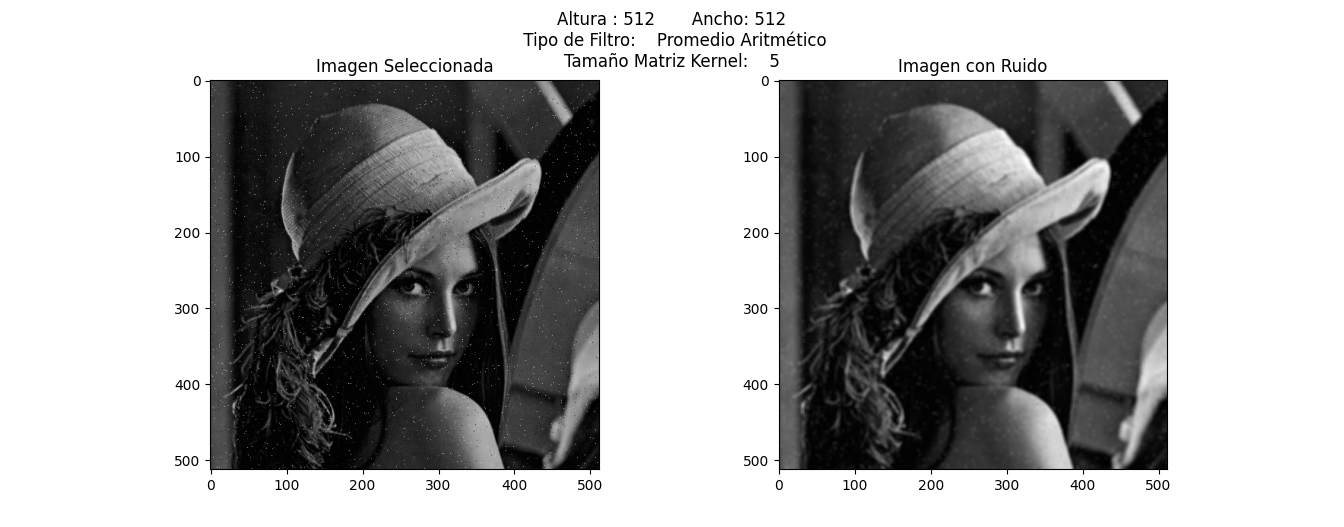 Altura : 512 Ancho: 512
Tipo de Filtro: Promedio Aritmético
Tamaño Matriz Kernel: 5
Imagen Seleccionada
0
100
200
300
400
500
0 100 200 300 400 500
Imagen con Ruido
0
100
200
300
400
500
0 100 200 300 400 500